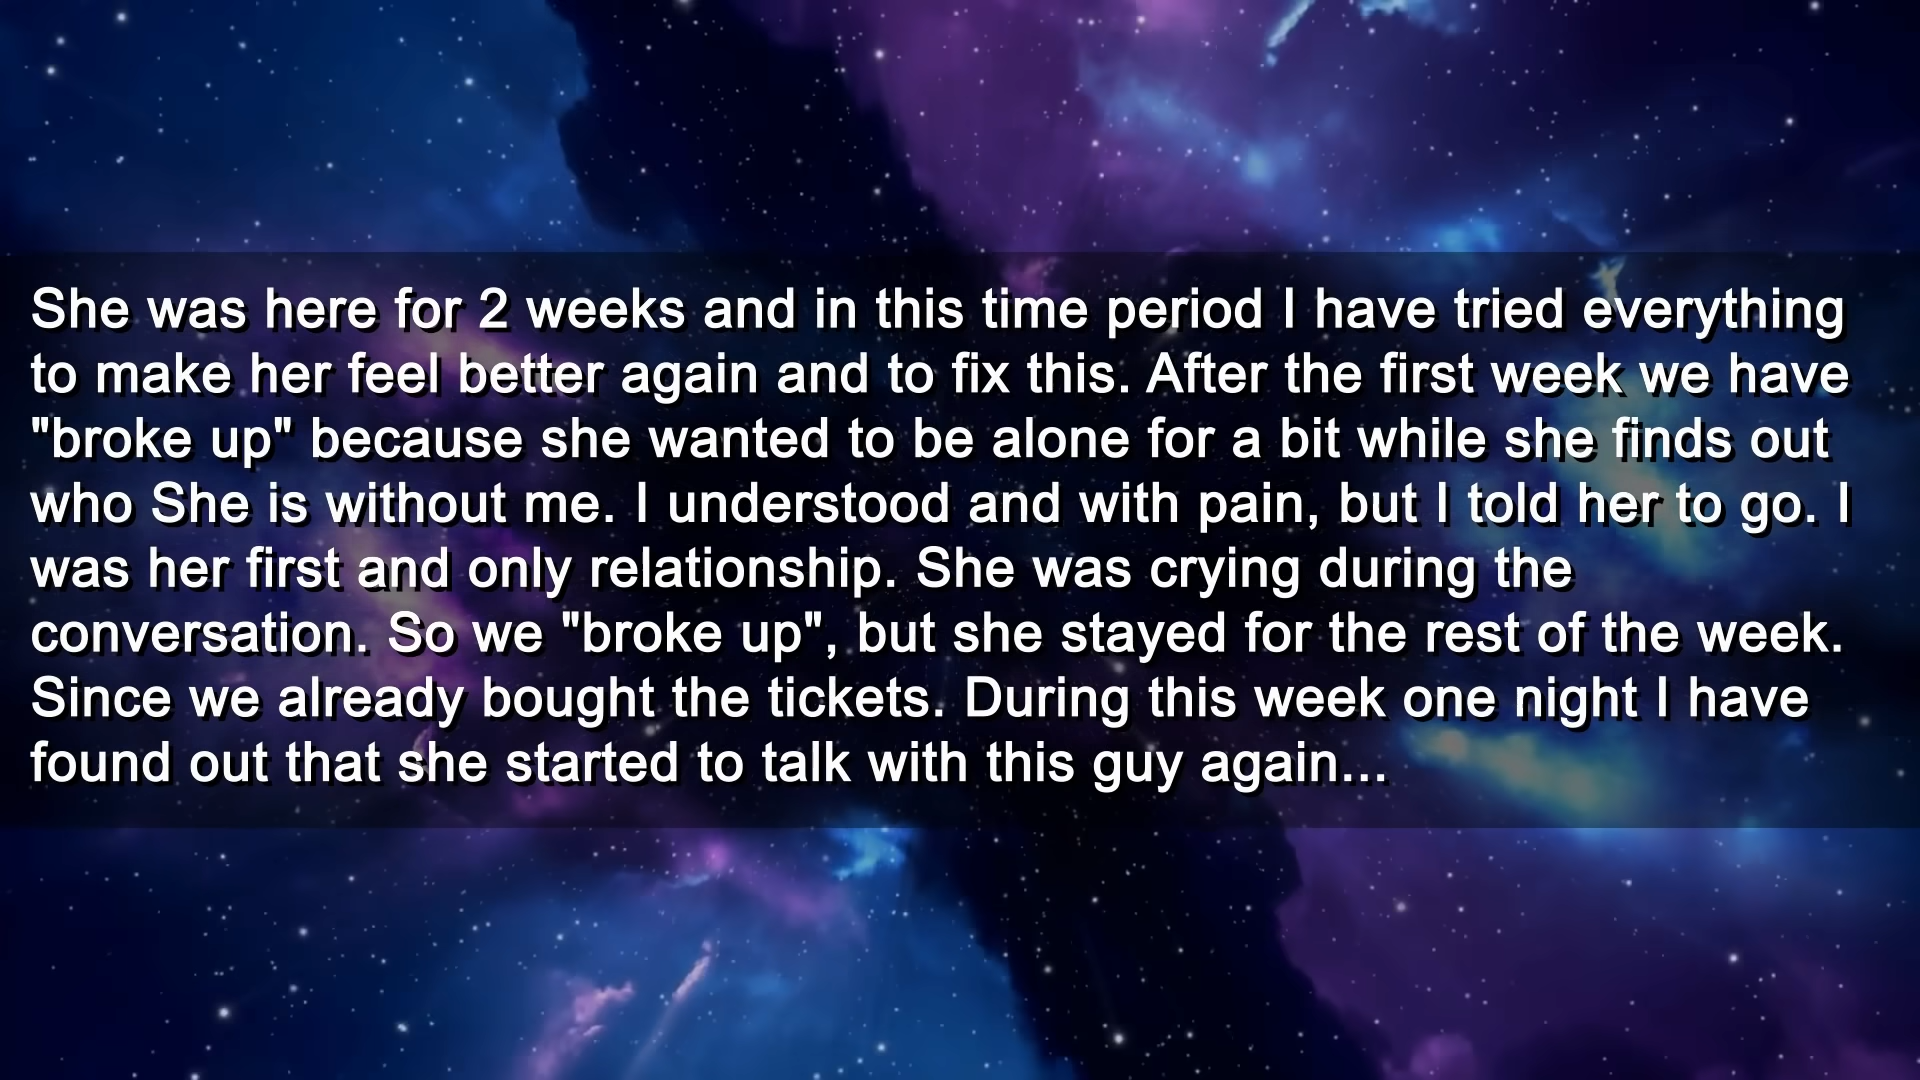 She was here for 2 weeks and in this time period I have tried everything
to make her feel better again and to fix this. After the first week we have
"broke up" because she wanted to be alone for a bit while she finds out
who She is without me. I understood and with pain, but I told her to go. I
was her first and only relationship. She was crying during the
conversation. So we "broke up", but she stayed for the rest of the week.
Since we already bought the tickets. During this week one night I have
found out that she started to talk with this guy again...